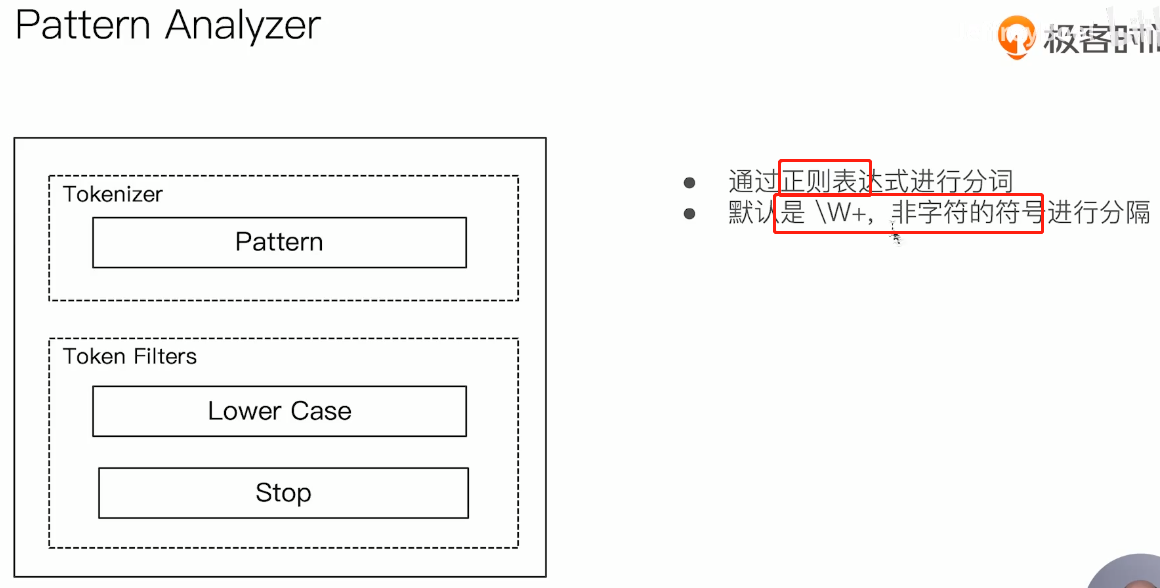 Pattern Analyzer
极客时间
Tokenizer
Pattern
Token Filters
Lower Case
Stop
通过正则表达式进行分词
默认是 \W+，非字符的符号进行分隔